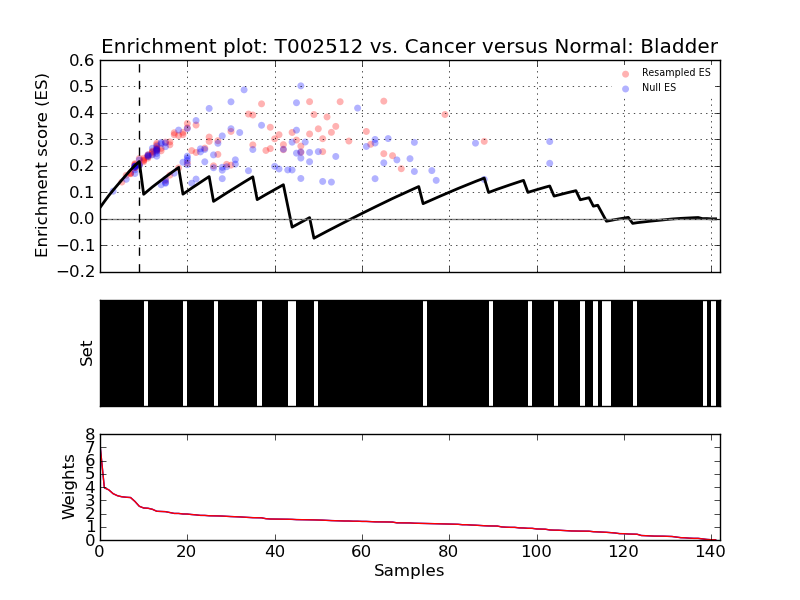 Enrichment plot: T002512 vs. Cancer versus Normal: Bladder
Enrichment score (ES)
0.6
0.5
0.4
0.3
0.2
0.1
0.0
−0.1
−0.2
Resampled ES
Null ES
Set
Weights
8
7
6
5
4
3
2
1
0
0 20 40 60 80 100 120 140
Samples